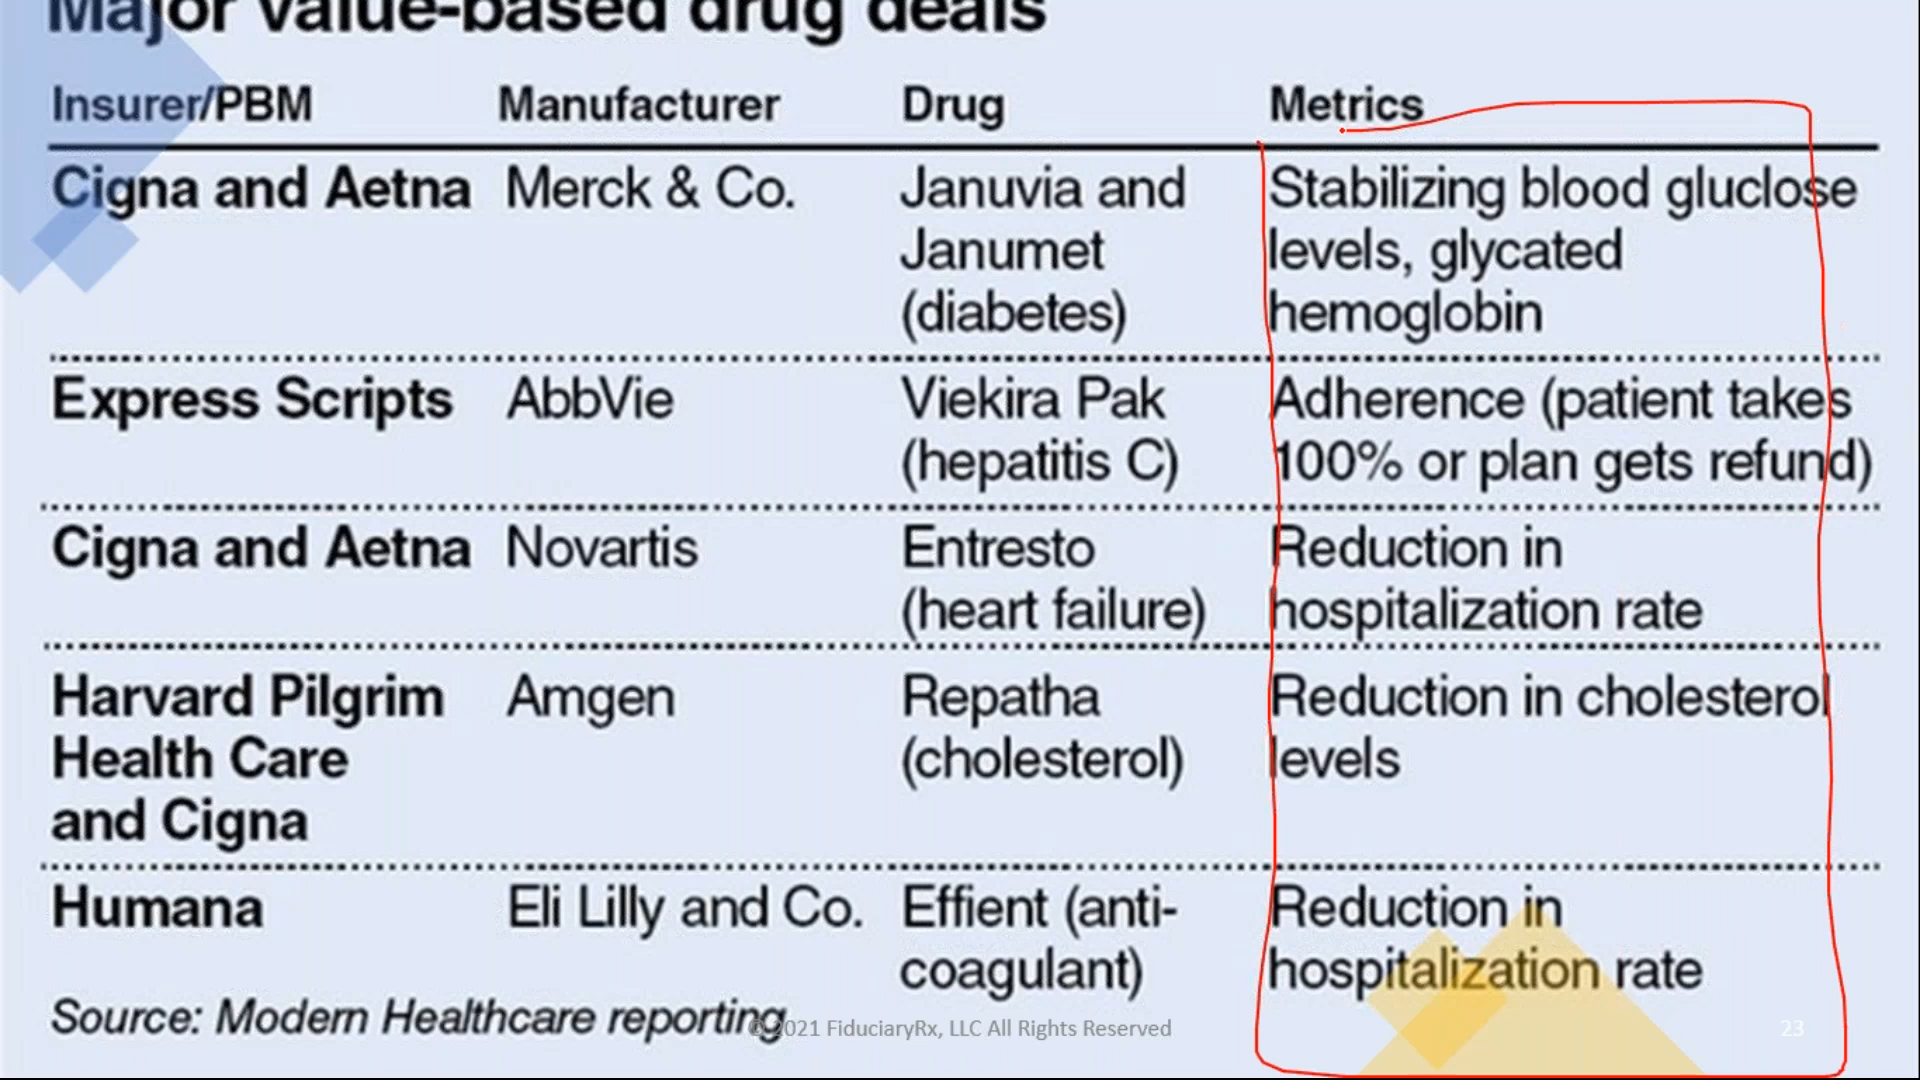 Major value-based drug deals
Insurer/PBM Manufacturer Drug Metrics
Cigna and Aetna Merck & Co. Januvia and Stabilizing blood gluclose
Janumet levels, glycated
(diabetes) hemoglobin
Express Scripts AbbVie Viekira Pak Adherence (patient takes
(hepatitis C) 100% or plan gets refund)
Cigna and Aetna Novartis Entresto Reduction in
(heart failure) hospitalization rate
Harvard Pilgrim Amgen Repatha Reduction in cholesterol
Health Care (cholesterol) levels
and Cigna
Humana Eli Lilly and Co. Effient (anti- Reduction in
coagulant) hospitalization rate
Source: Modern Healthcare reporting
© 2021 FiduciaryRx, LLC All Rights Reserved
23